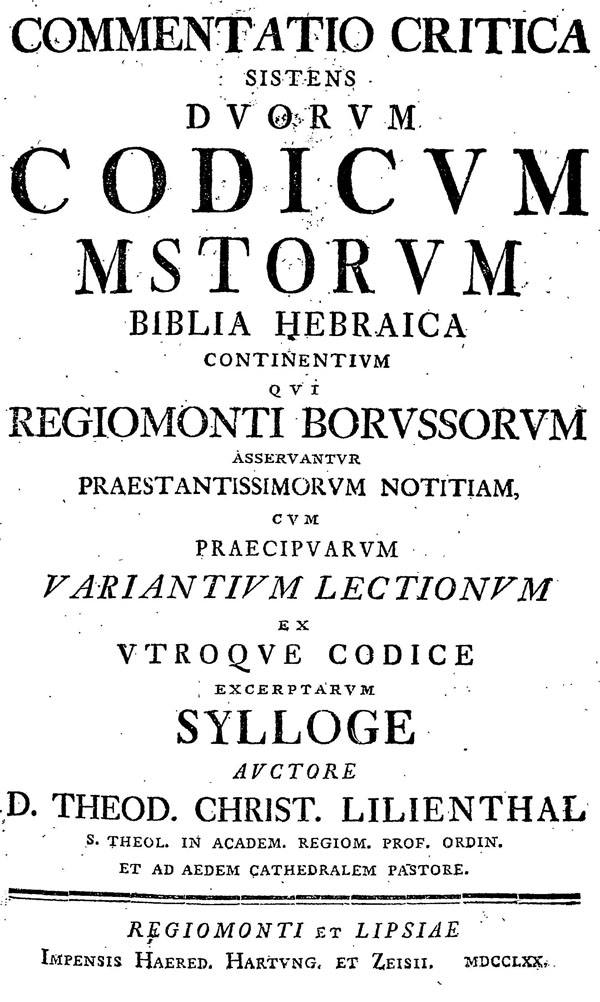 COMMENTATIO CRITICA
SISTENS
DVORVM
CODICVM
MSTORVM
BIBLIA HEBRAICA
CONTINENTIVM
QVI
REGIOMONTI BORVSSORVM
ASSERVANTVR
PRAESTANTISSIMORVM NOTITIAM,
CVM
PRAECIPVARVM
VARIANTIVM LECTIONVM
EX
VTROQVE CODICE
EXCERPTARVM
SYLLOGE
AVCTORE
D. THEOD. CHRIST. LILIENTHAL
S. THEOL. IN ACADEM. REGIOM. PROF. ORDIN.
ET AD AEDEM CATHEDRALEM PASTORE.
REGIOMONTI ET LIPSIAE
IMPENSIS HAERED. HARTVNG. ET ZEISII. MDCCLXX.